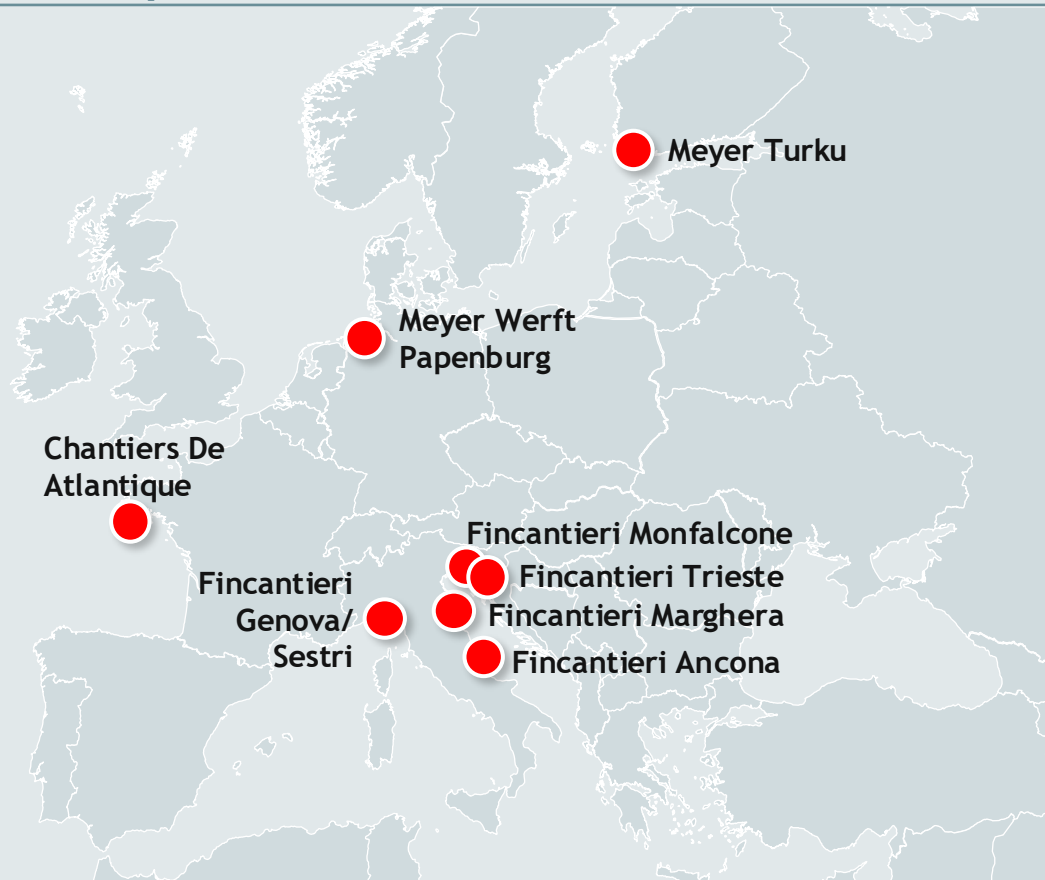 Meyer Turku
Meyer Werft
Papenburg
Chantiers De
Atlantique
Fincantieri Monfalcone
Fincantieri Trieste
Fincantieri
Genova/
Sestri
Fincantieri Marghera
Fincantieri Ancona